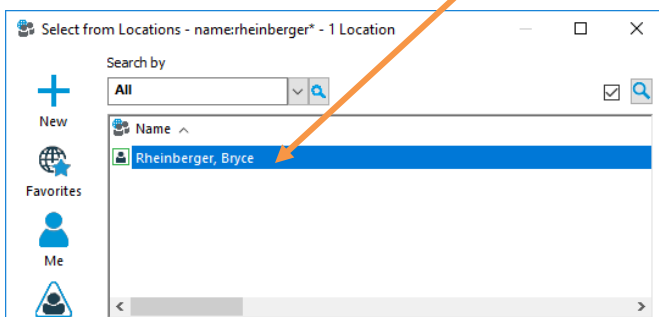 Select from Locations - name:rheinberger* - 1 Location
Search by
All
New
Name
Rheinberger, Bryce
Favorites
Me